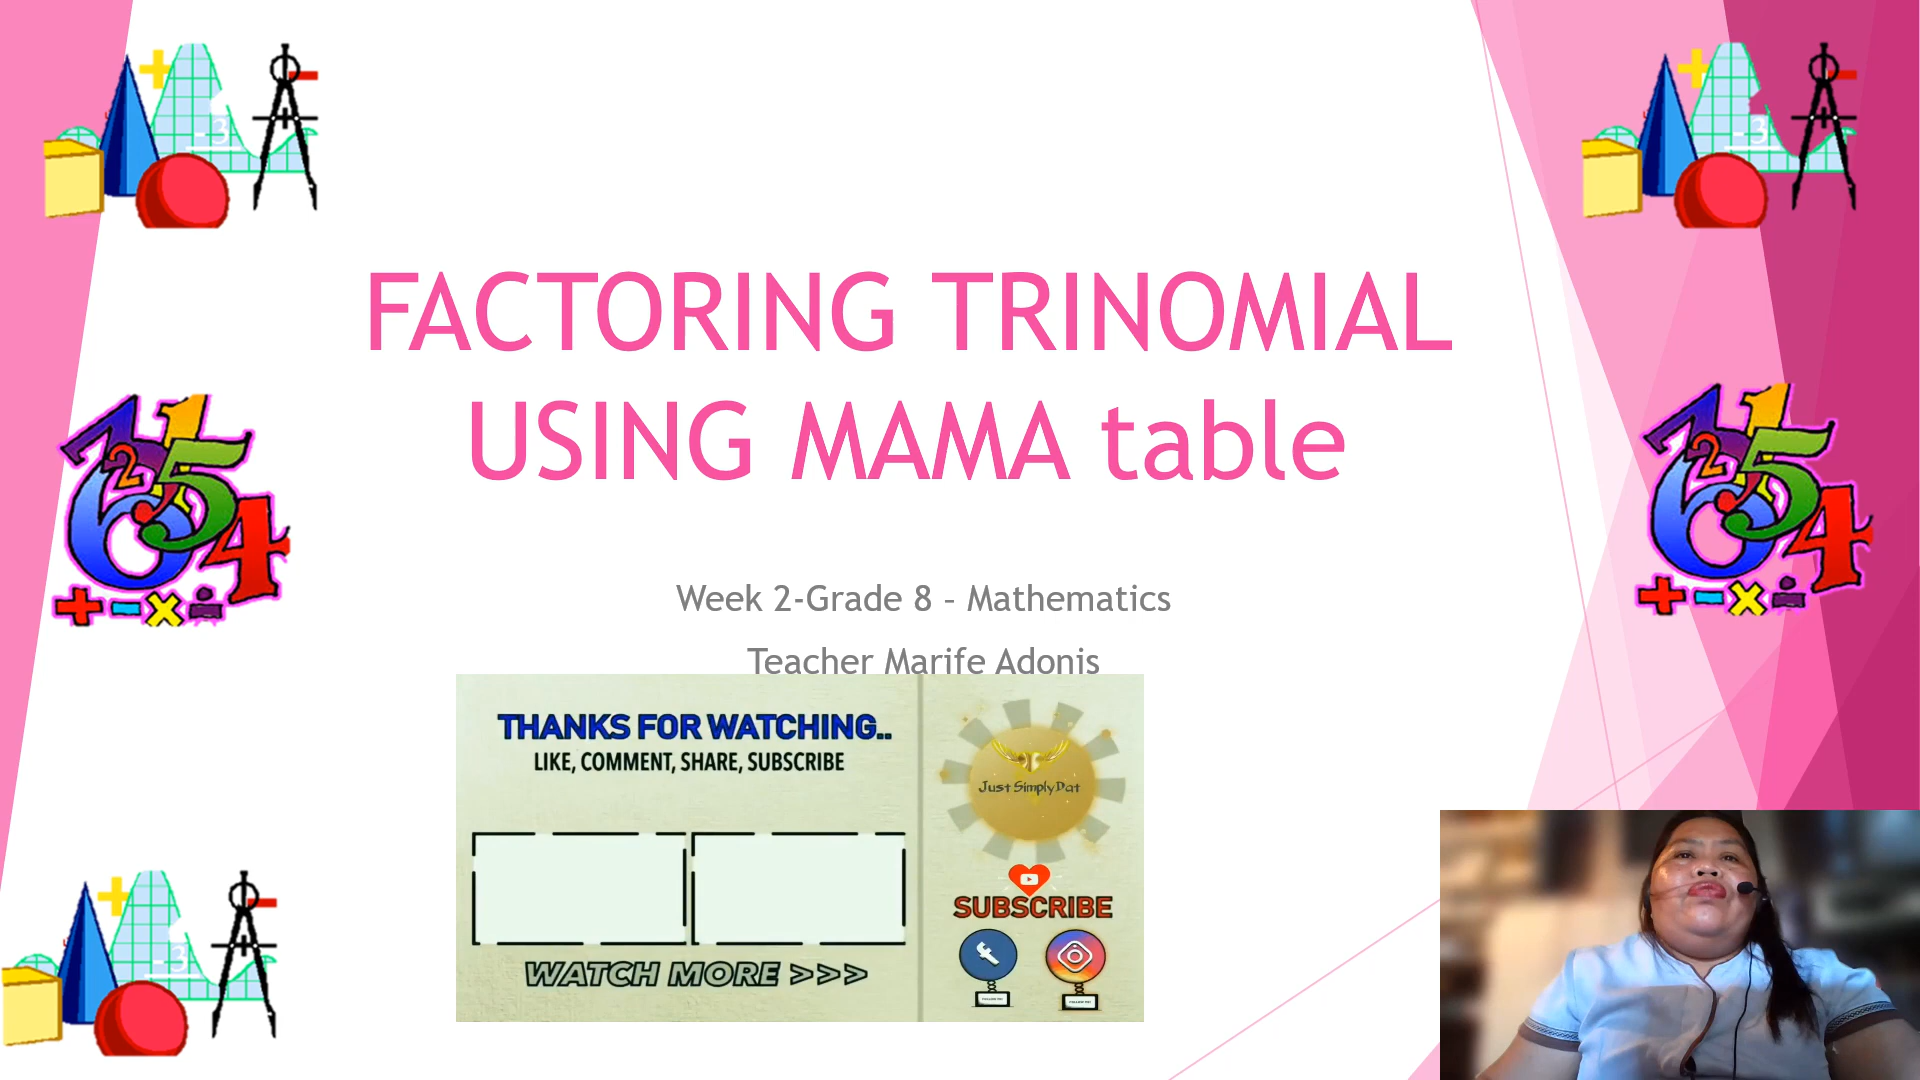 FACTORING TRINOMIAL
USING MAMA table
Week 2-Grade 8 – Mathematics
Teacher Marife Adonis
THANKS FOR WATCHING..
LIKE, COMMENT, SHARE, SUBSCRIBE
Just Simply Dat
SUBSCRIBE
WATCH MORE >>>